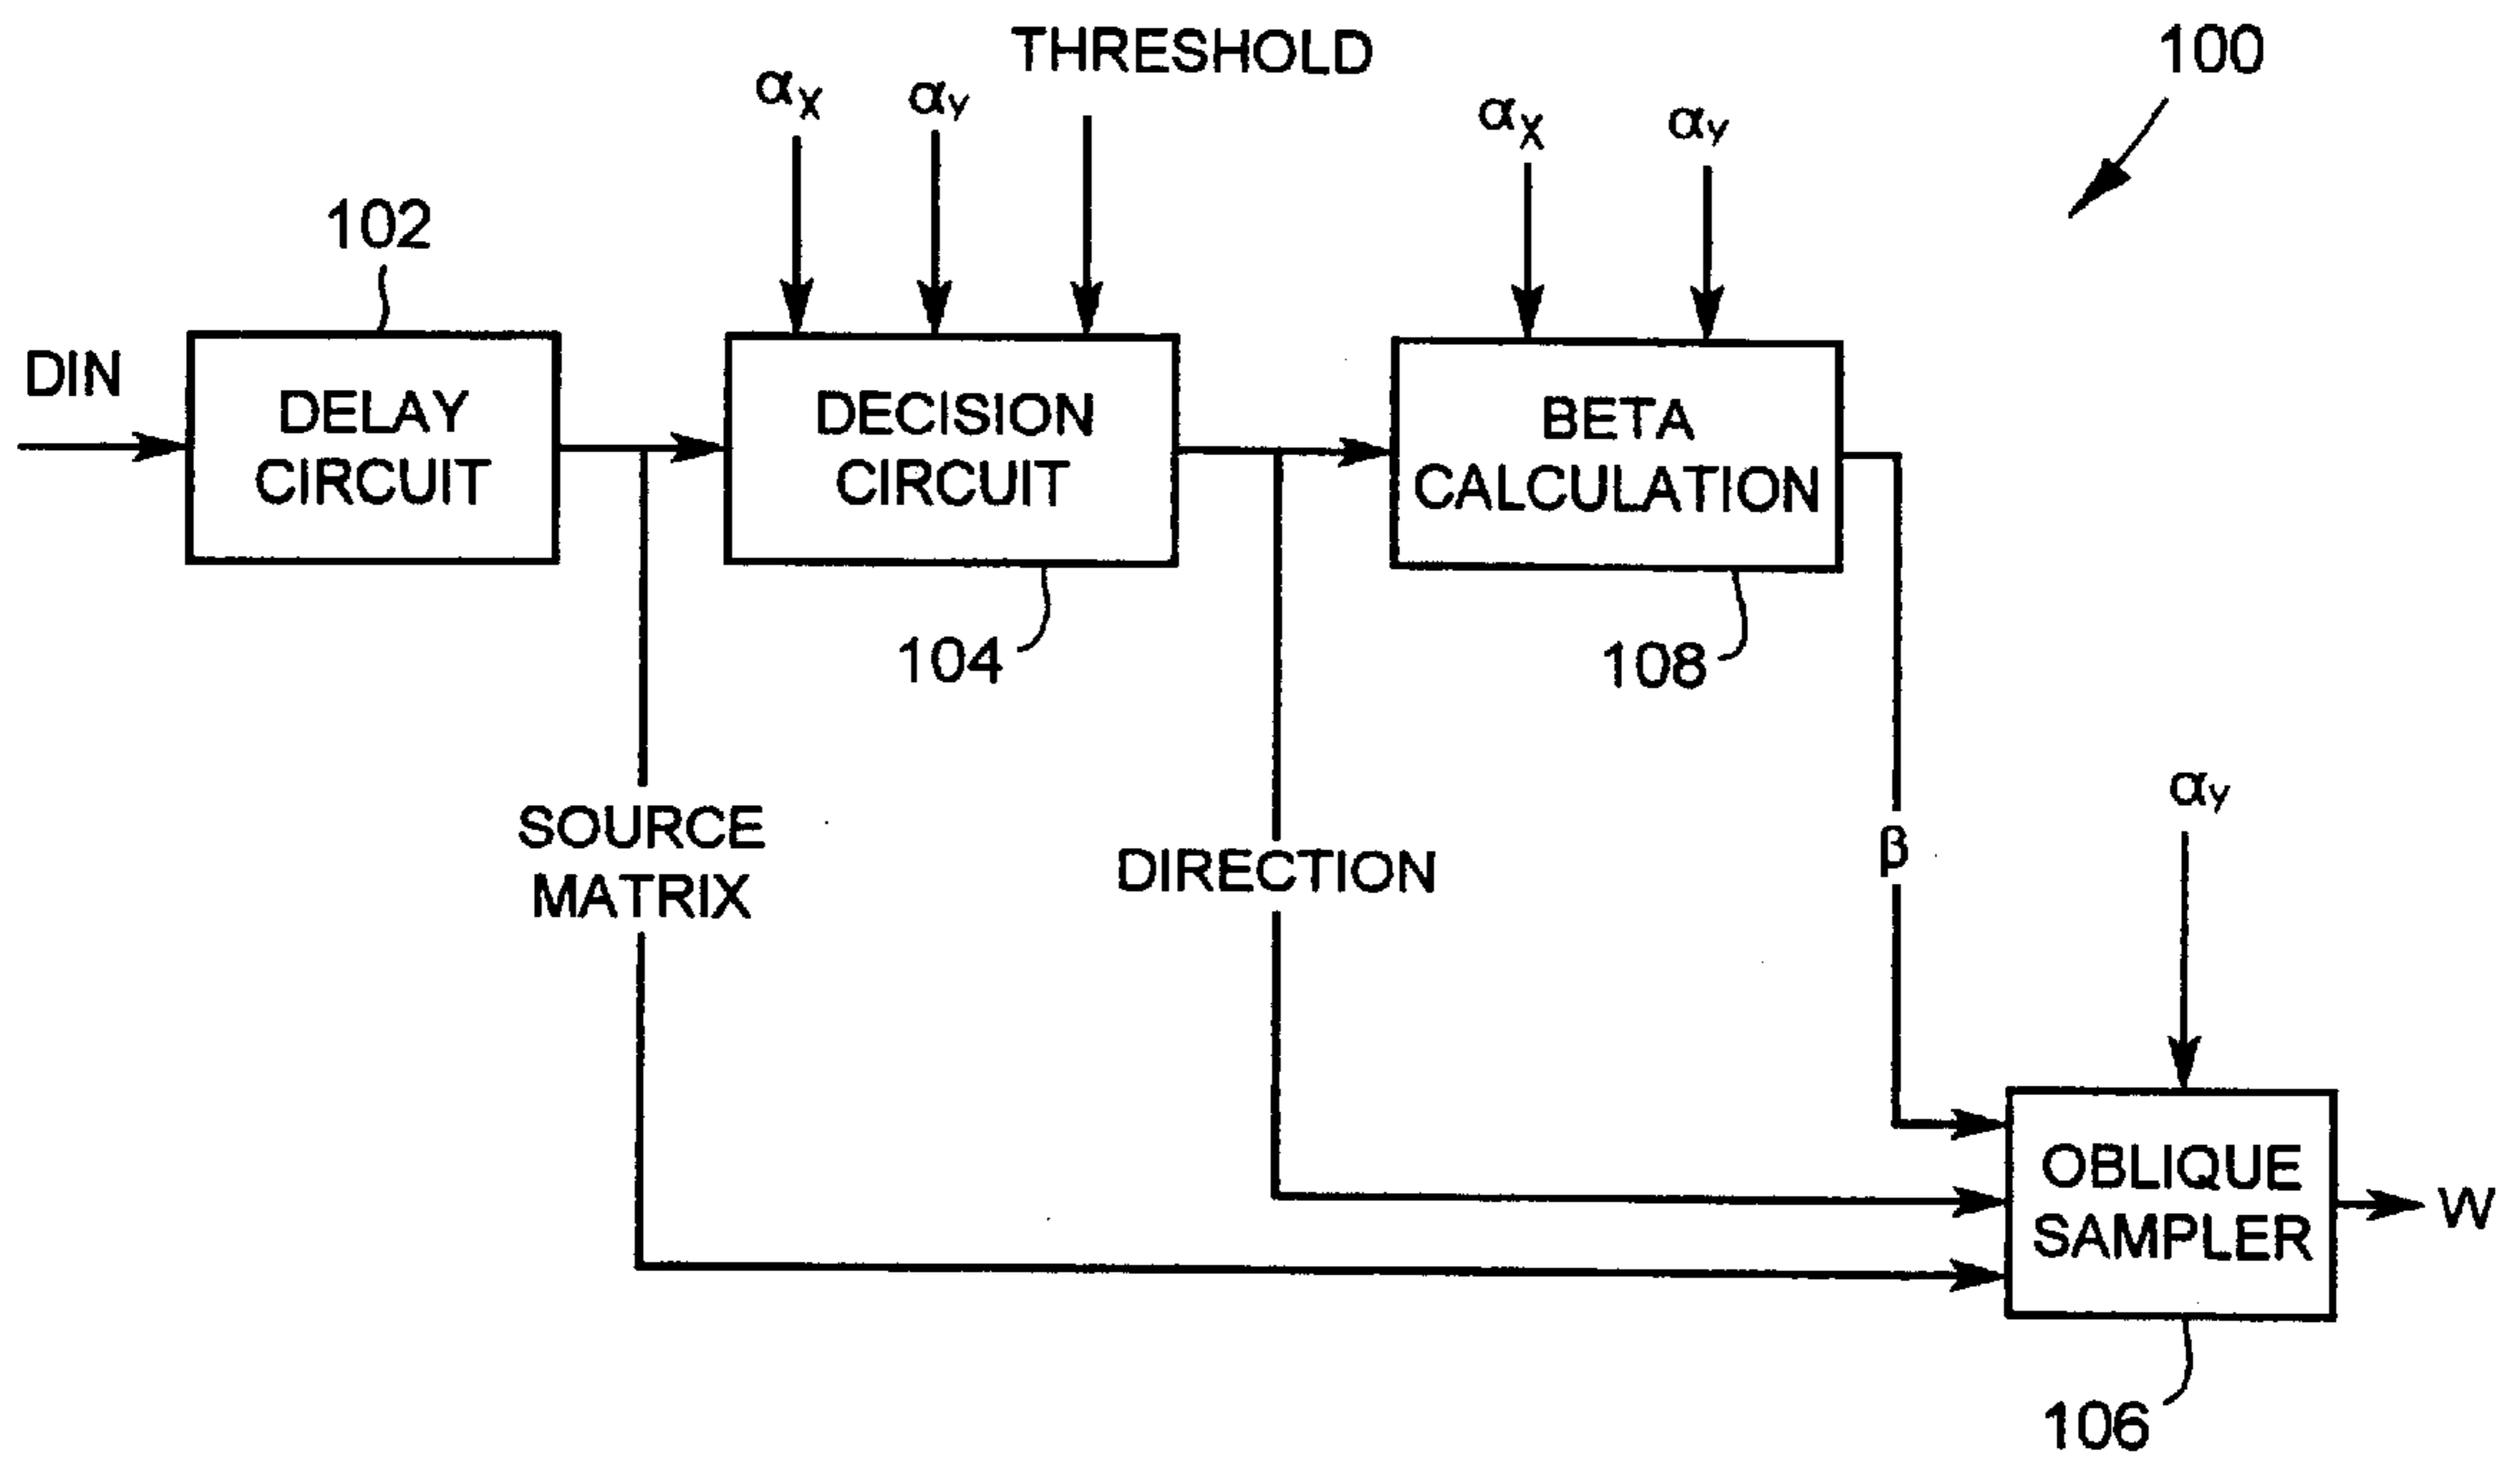 THRESHOLD
100
αx
αy
αx
αy
102
DIN
DELAY
CIRCUIT
DECISION
CIRCUIT
BETA
CALCULATION
104
108
SOURCE
MATRIX
DIRECTION
β
αy
OBLIQUE
SAMPLER
W
106